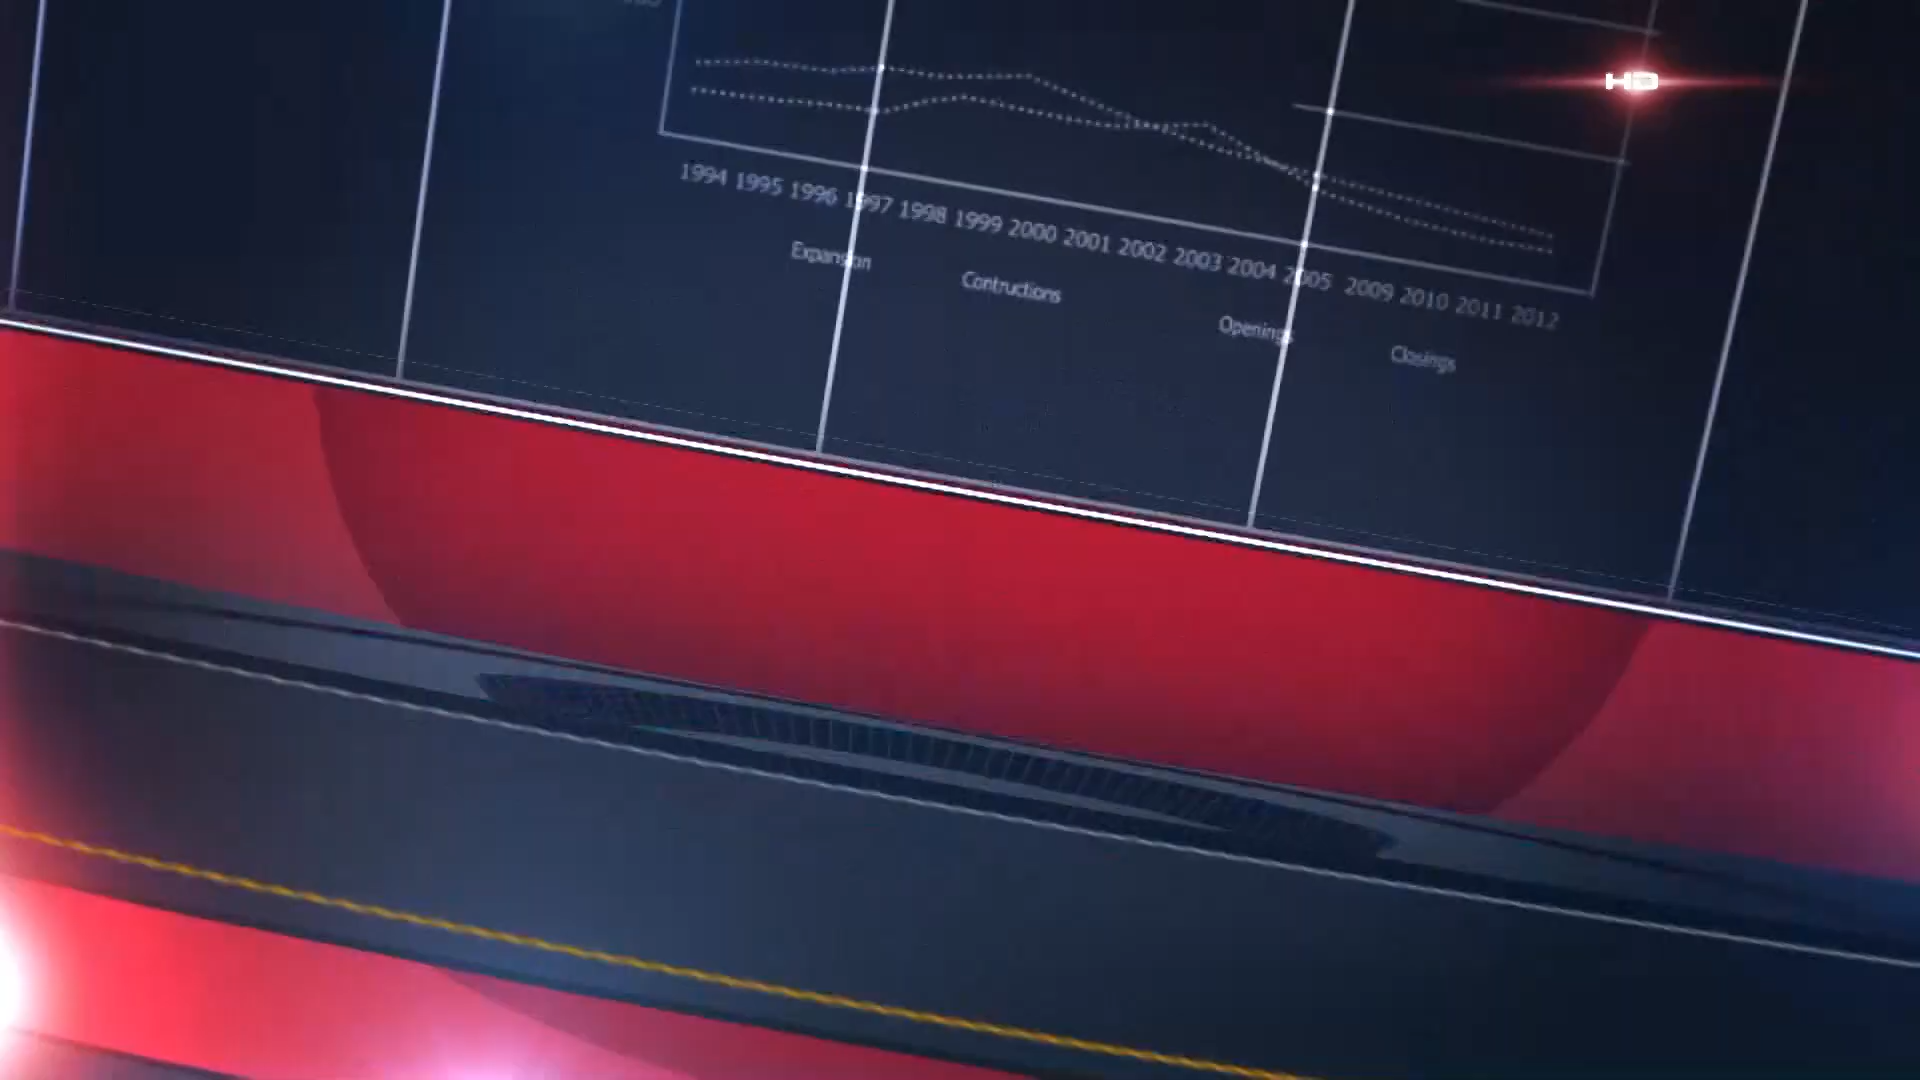 HD
1994 1995 1996 1997 1998 1999 2000 2001 2002 2003 2004 2005 2009 2010 2011 2012
Expansion
Contructions
Openings
Closings